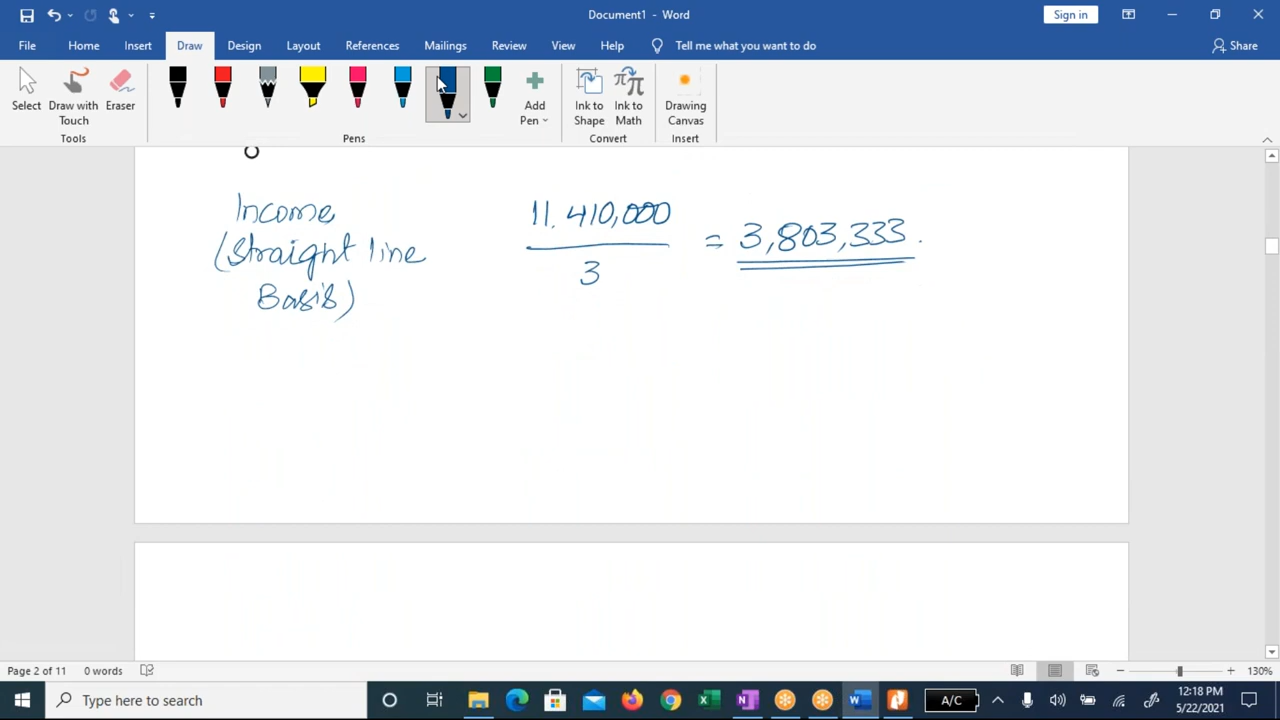 Document1 - Word
Sign in
File
Home
Insert
Draw
Design
Layout
References
Mailings
Review
View
Help
Tell me what you want to do
Share
Select
Draw with Touch
Eraser
Add Pen
Ink to Shape
Ink to Math
Drawing Canvas
Tools
Pens
Convert
Insert
Income
(Straight line
Basis)
11.410,000
3
= 3,803,333.
Page 2 of 11
0 words
130%
Type here to search
A/C
12:18 PM
5/22/2021